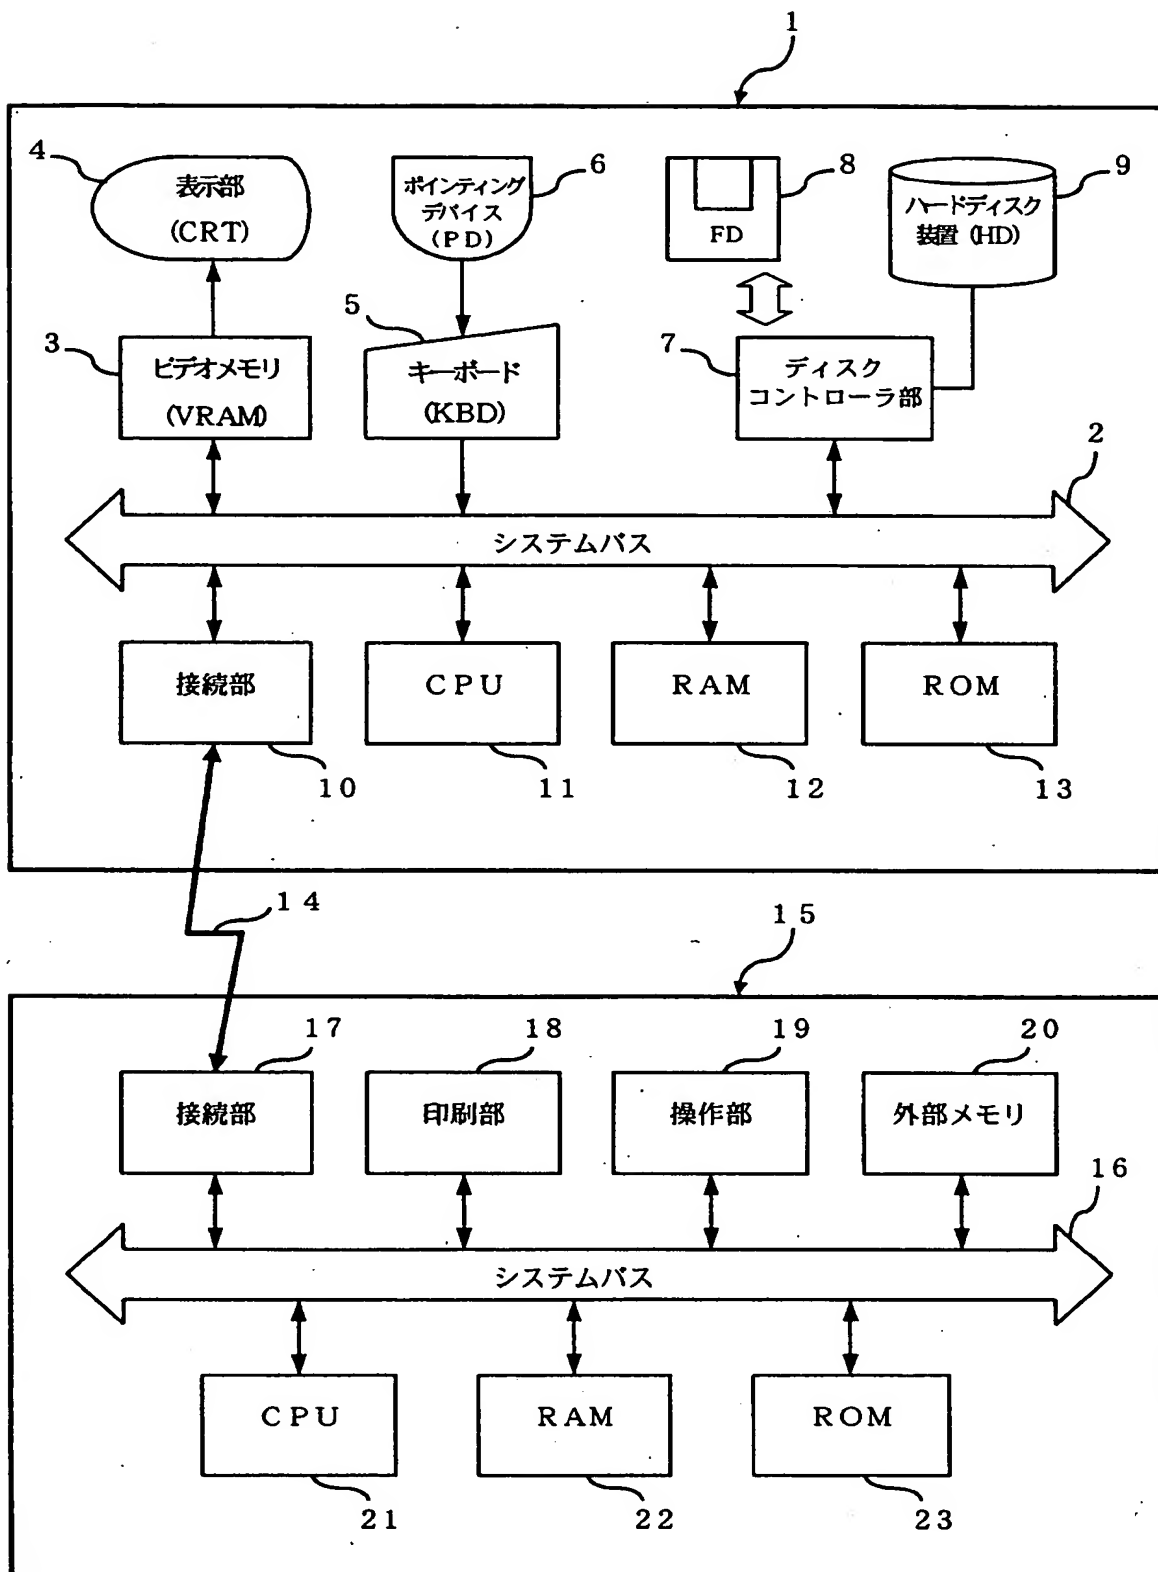 1
4
表示部
(CRT)
ポインティング
デバイス
(PD)
6
FD
8
ハードディスク
装置 (HD)
9
3
ビデオメモリ
(VRAM)
5
キーボード
(KBD)
7
ディスク
コントローラ部
2
システムバス
接続部
CPU
RAM
ROM
10
11
12
13
14
15
17
18
19
20
接続部
印刷部
操作部
外部メモリ
16
システムバス
CPU
RAM
ROM
21
22
23